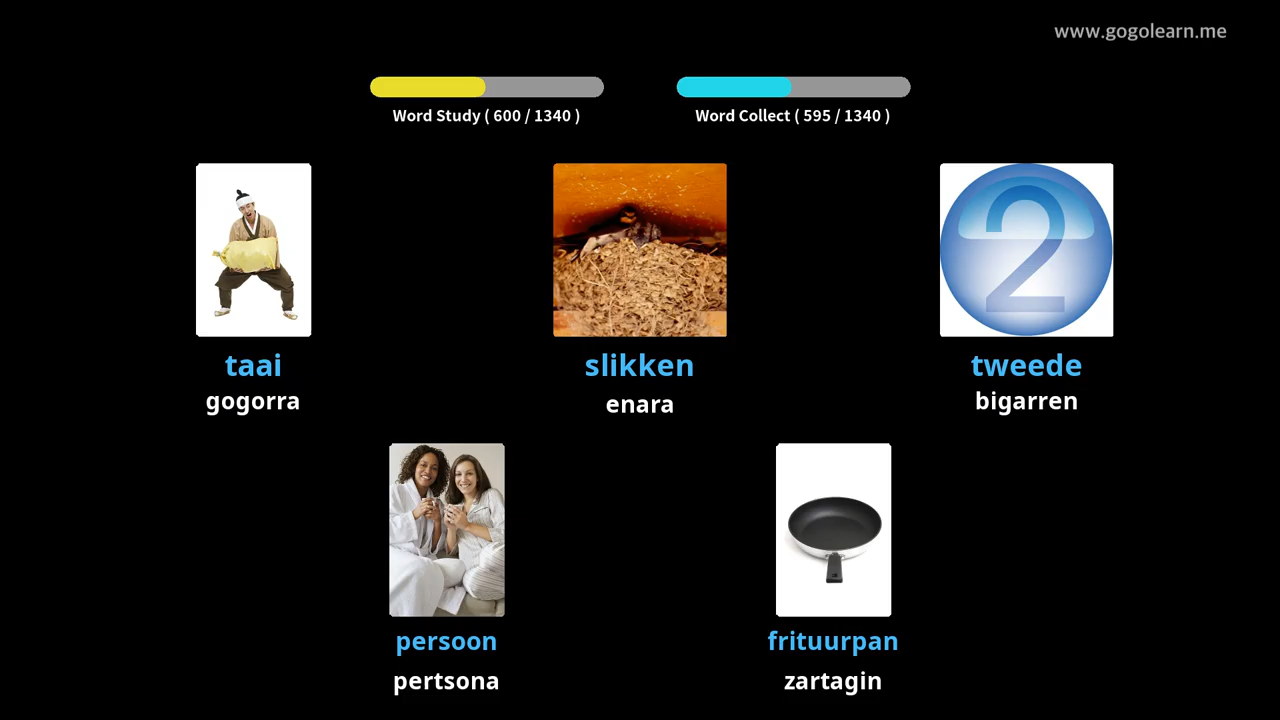 www.gogolearn.me
Word Study ( 600 / 1340 )
Word Collect ( 595 / 1340 )
2
taai
slikken
tweede
gogorra
enara
bigarren
persoon
frituurpan
pertsona
zartagin